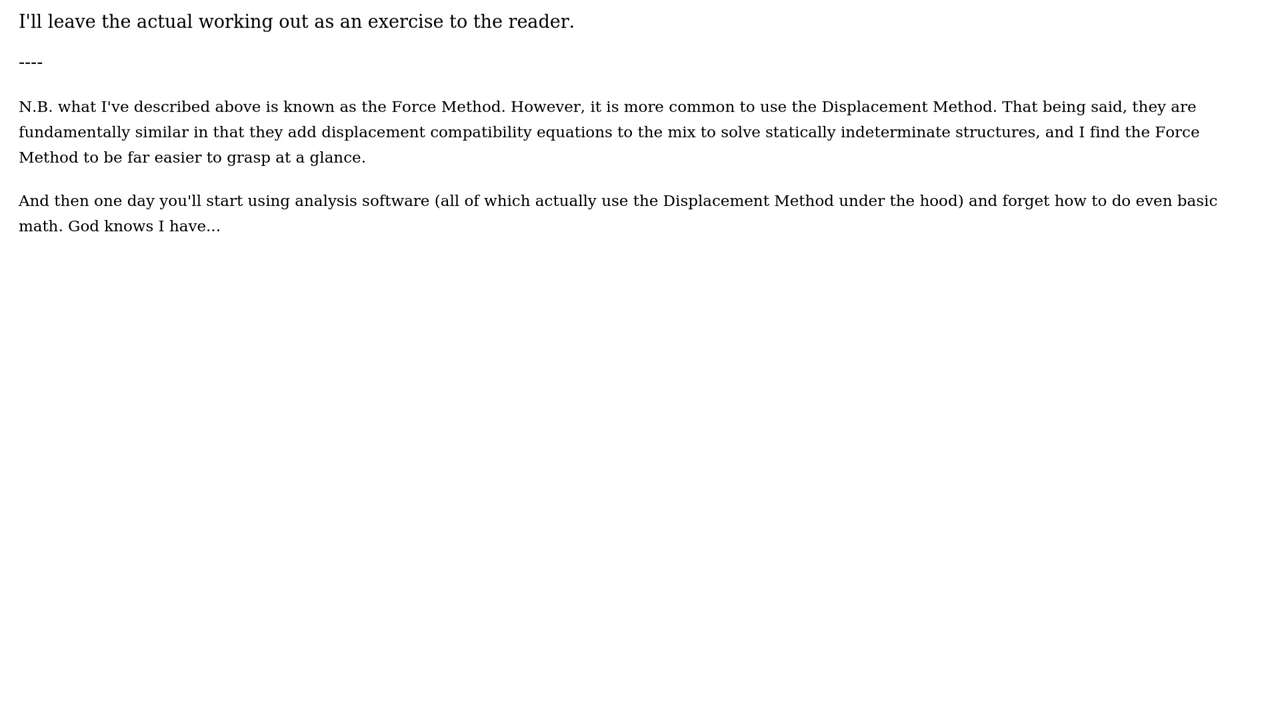 I'll leave the actual working out as an exercise to the reader.
----
N.B. what I've described above is known as the Force Method. However, it is more common to use the Displacement Method. That being said, they are
fundamentally similar in that they add displacement compatibility equations to the mix to solve statically indeterminate structures, and I find the Force
Method to be far easier to grasp at a glance.
And then one day you'll start using analysis software (all of which actually use the Displacement Method under the hood) and forget how to do even basic
math. God knows I have...